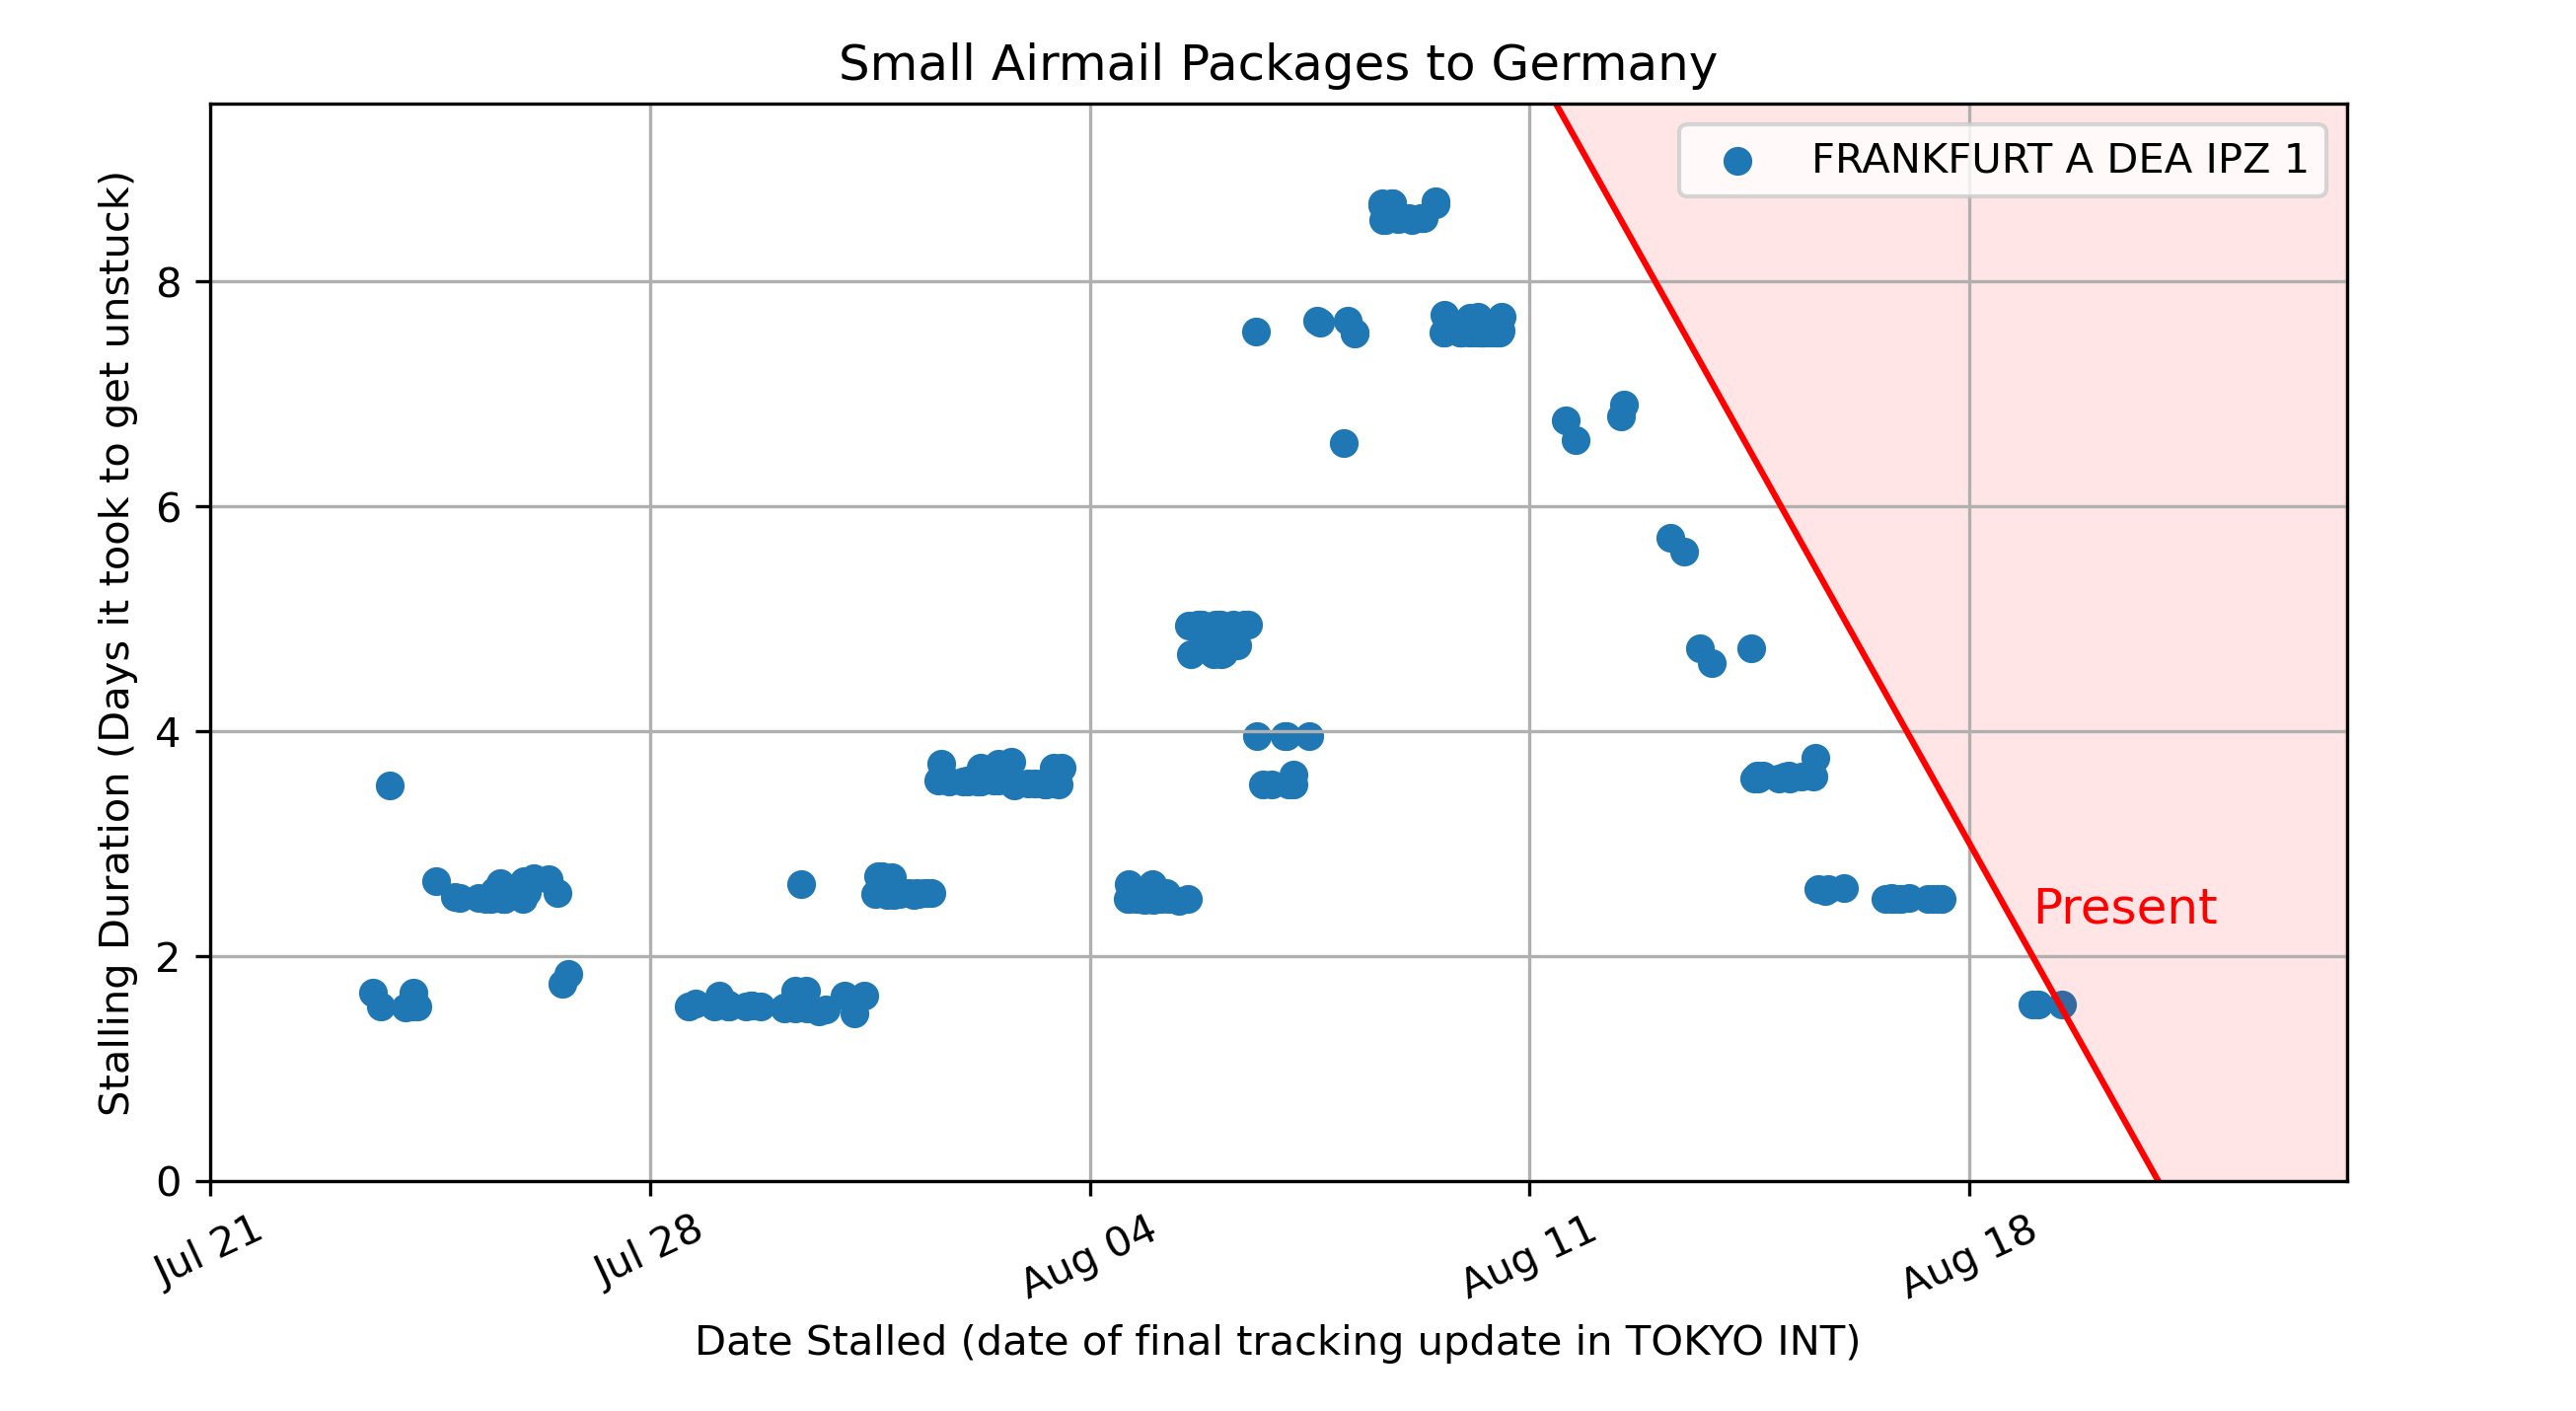 Small Airmail Packages to Germany
FRANKFURT A DEA IPZ 1
Stalling Duration (Days it took to get unstuck)
8
6
4
2
0
Present
Jul 21
Jul 28
Aug 04
Aug 11
Aug 18
Date Stalled (date of final tracking update in TOKYO INT)